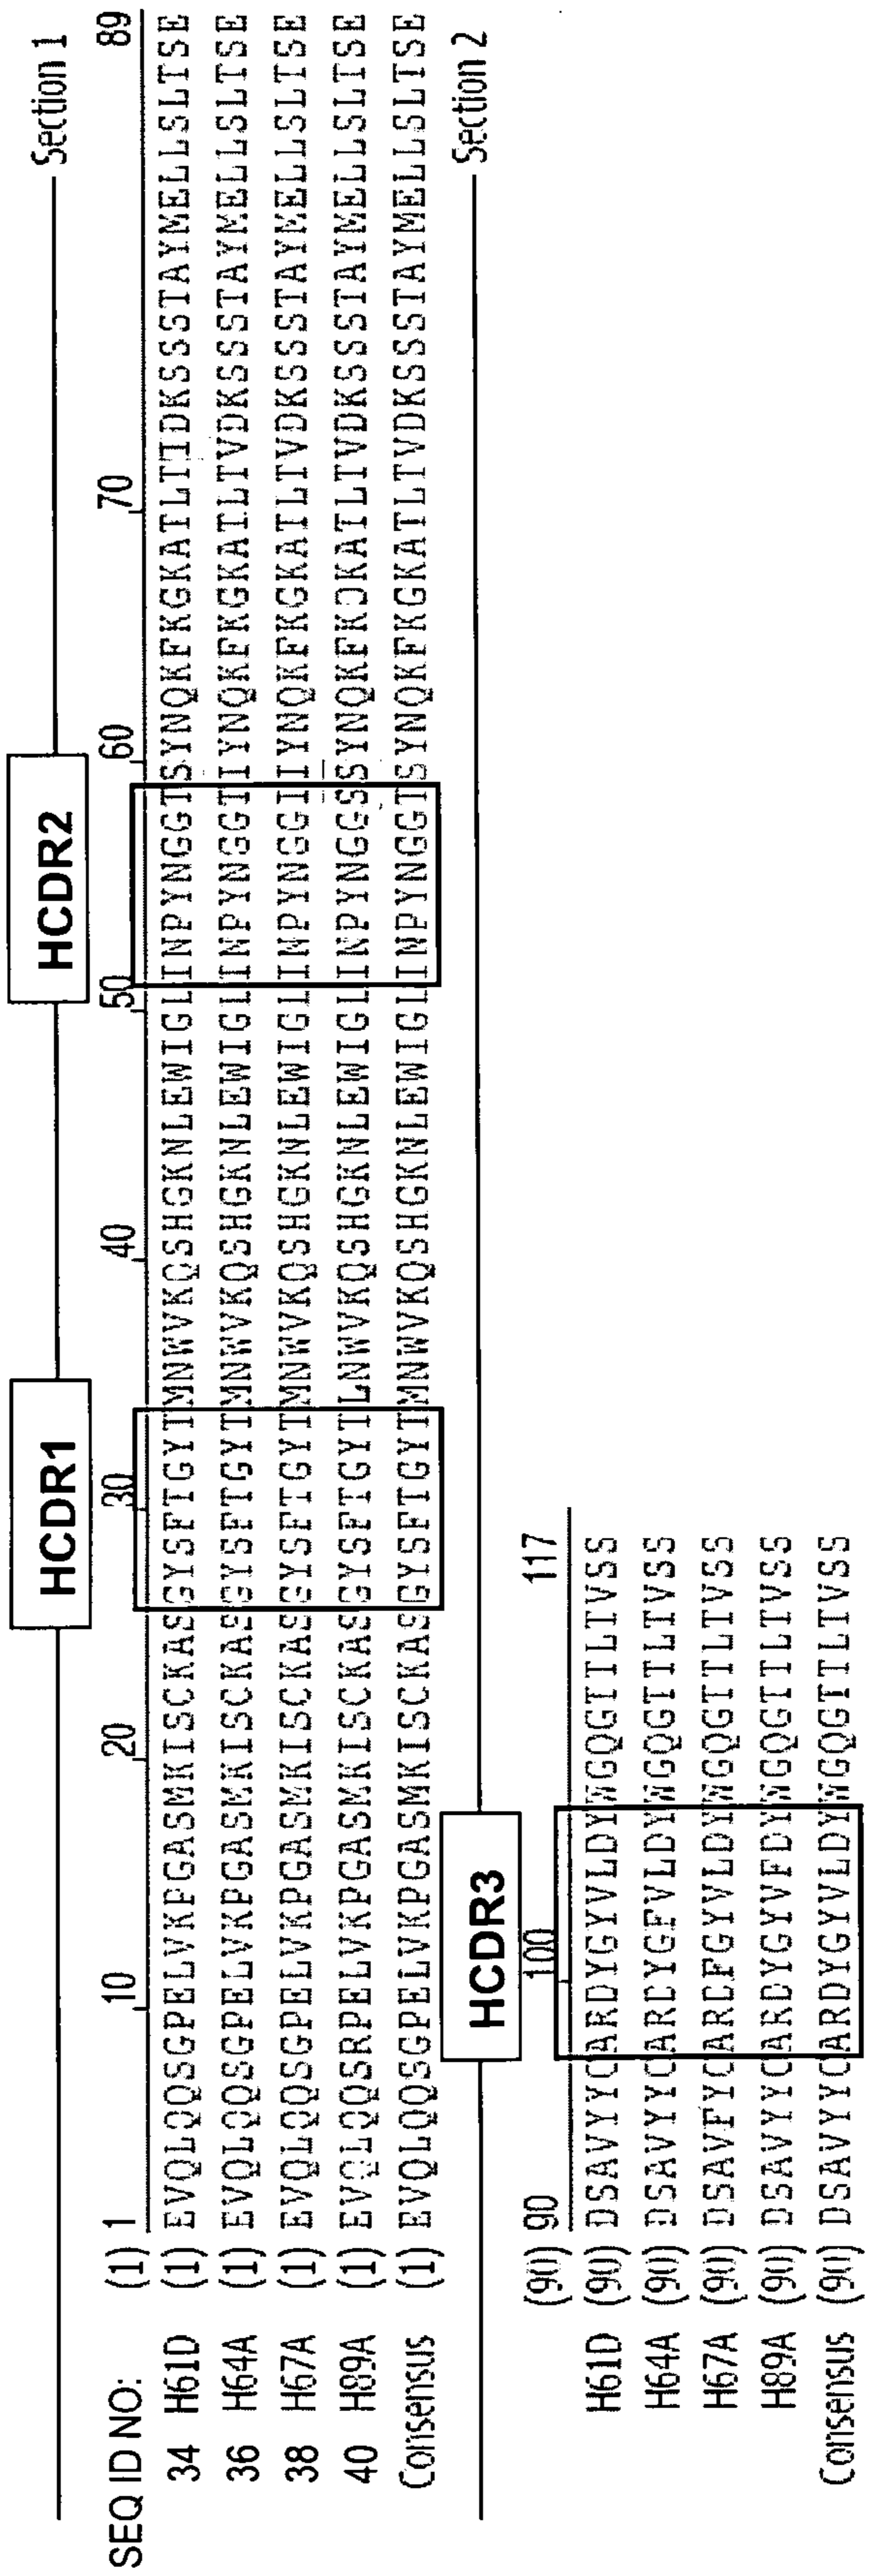 Section 1
HCDR1 HCDR2
SEQ ID NO: (1) 1 10 20 30 40 50 60 70 89
34 H61D (1) EVQLQQSGPELVKPGASMKISCKASGYSFTGYTMNWVKQSHGKNLEWIGLINPYNGGTSYNQKFKGKATLTIDKSSSTAYMELLSLTSE
36 H64A (1) EVQLQQSGPELVKPGASMKISCKASGYSFTGYTMNWVKQSHGKNLEWIGLINPYNGGTIYNQKFKGKATLTVDKSSSTAYMELLSLTSE
38 H67A (1) EVQLQQSGPELVKPGASMKISCKASGYSFTGYTMNWVKQSHGKNLEWIGLINPYNGGIIYNQKFKGKATLTVDKSSSTAYMELLSLTSE
40 H89A (1) EVQLQQSRPELVKPGASMKISCKASGYSFTGYTLNWVKQSHGKNLEWIGLINPYNGGSSYNQKFKDKATLTVDKSSSTAYMELLSLTSE
Consensus (1) EVQLQQSGPELVKPGASMKISCKASGYSFTGYTMNWVKQSHGKNLEWIGLINPYNGGTSYNQKFKGKATLTVDKSSSTAYMELLSLTSE
Section 2
HCDR3
(90) 90 100 117
H61D (90) DSAVYYCARDYGYVLDYWGQGTTLTVSS
H64A (90) DSAVYYCARDYGFVLDYWGQGTTLTVSS
H67A (90) DSAVFYCARDFGYVLDYWGQGTTLTVSS
H89A (90) DSAVYYCARDYGYVFDYWGQGTTLTVSS
Consensus (90) DSAVYYCARDYGYVLDYWGQGTTLTVSS